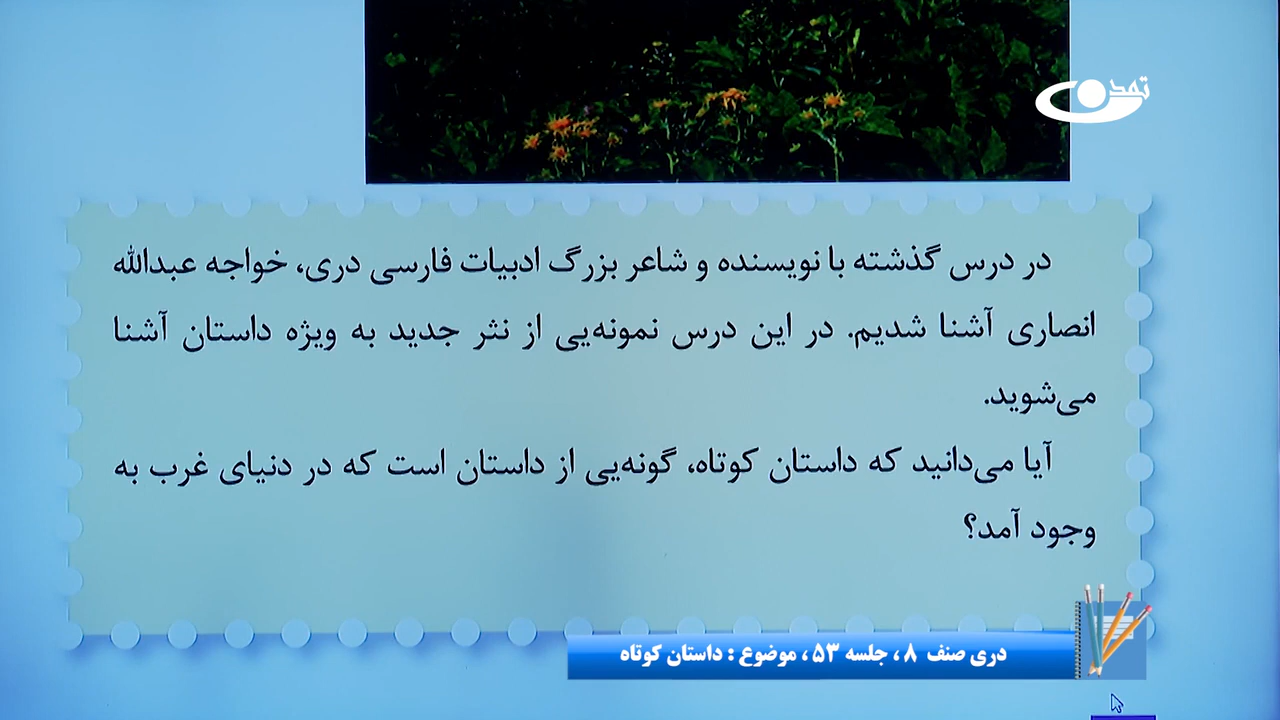 تمدن
در درس گذشته با نویسنده و شاعر بزرگ ادبیات فارسی دری، خواجه عبدالله
انصاری آشنا شدیم. در این درس نمونه‌یی از نثر جدید به ویژه داستان آشنا
می‌شوید.
آیا می‌دانید که داستان کوتاه، گونه‌یی از داستان است که در دنیای غرب به
وجود آمد؟
دری صنف ۸ ، جلسه ۵۳ ، موضوع : داستان کوتاه